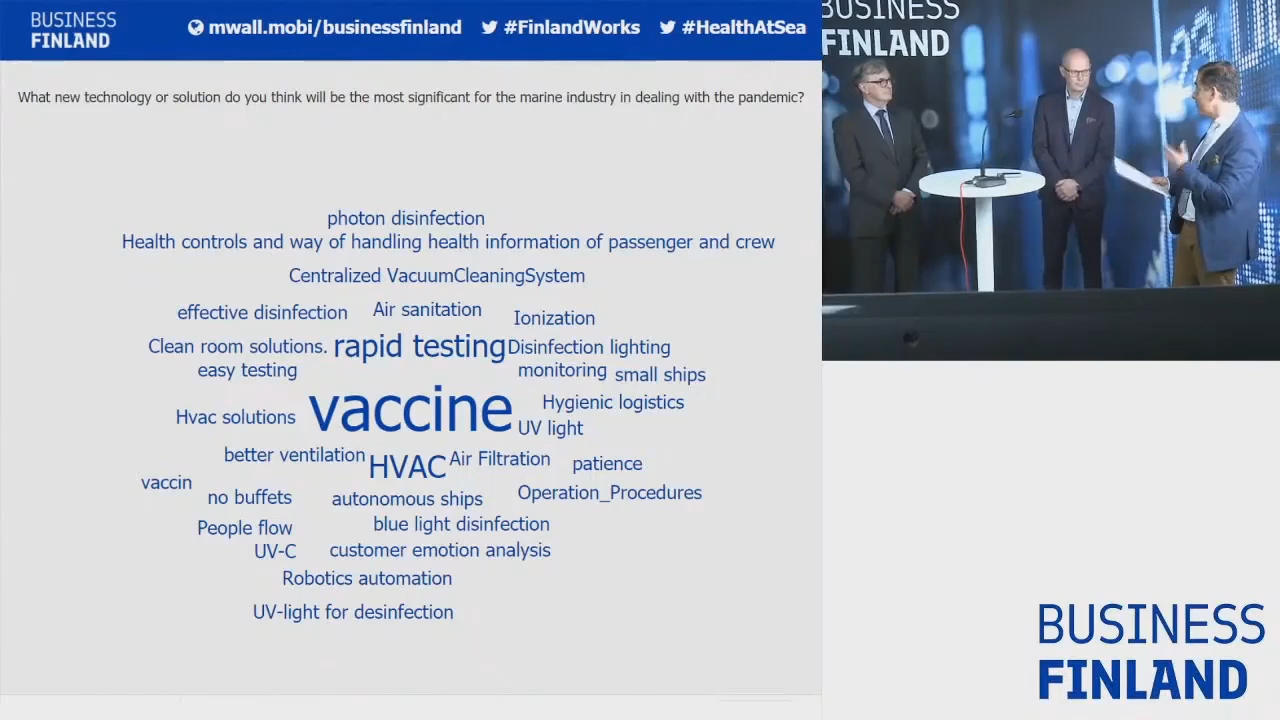 BUSINESS
FINLAND
mwall.mobi/businessfinland #FinlandWorks #HealthAtSea
What new technology or solution do you think will be the most significant for the marine industry in dealing with the pandemic?
photon disinfection
Health controls and way of handling health information of passenger and crew
Centralized VacuumCleaningSystem
effective disinfection Air sanitation Ionization
Clean room solutions. rapid testing Disinfection lighting
easy testing monitoring small ships
Hvac solutions vaccine Hygienic logistics
UV light
better ventilation HVAC Air Filtration patience
vaccin no buffets autonomous ships Operation_Procedures
People flow blue light disinfection
UV-C customer emotion analysis
Robotics automation
UV-light for desinfection
BUSINESS
FINLAND
BUSINESS
FINLAND